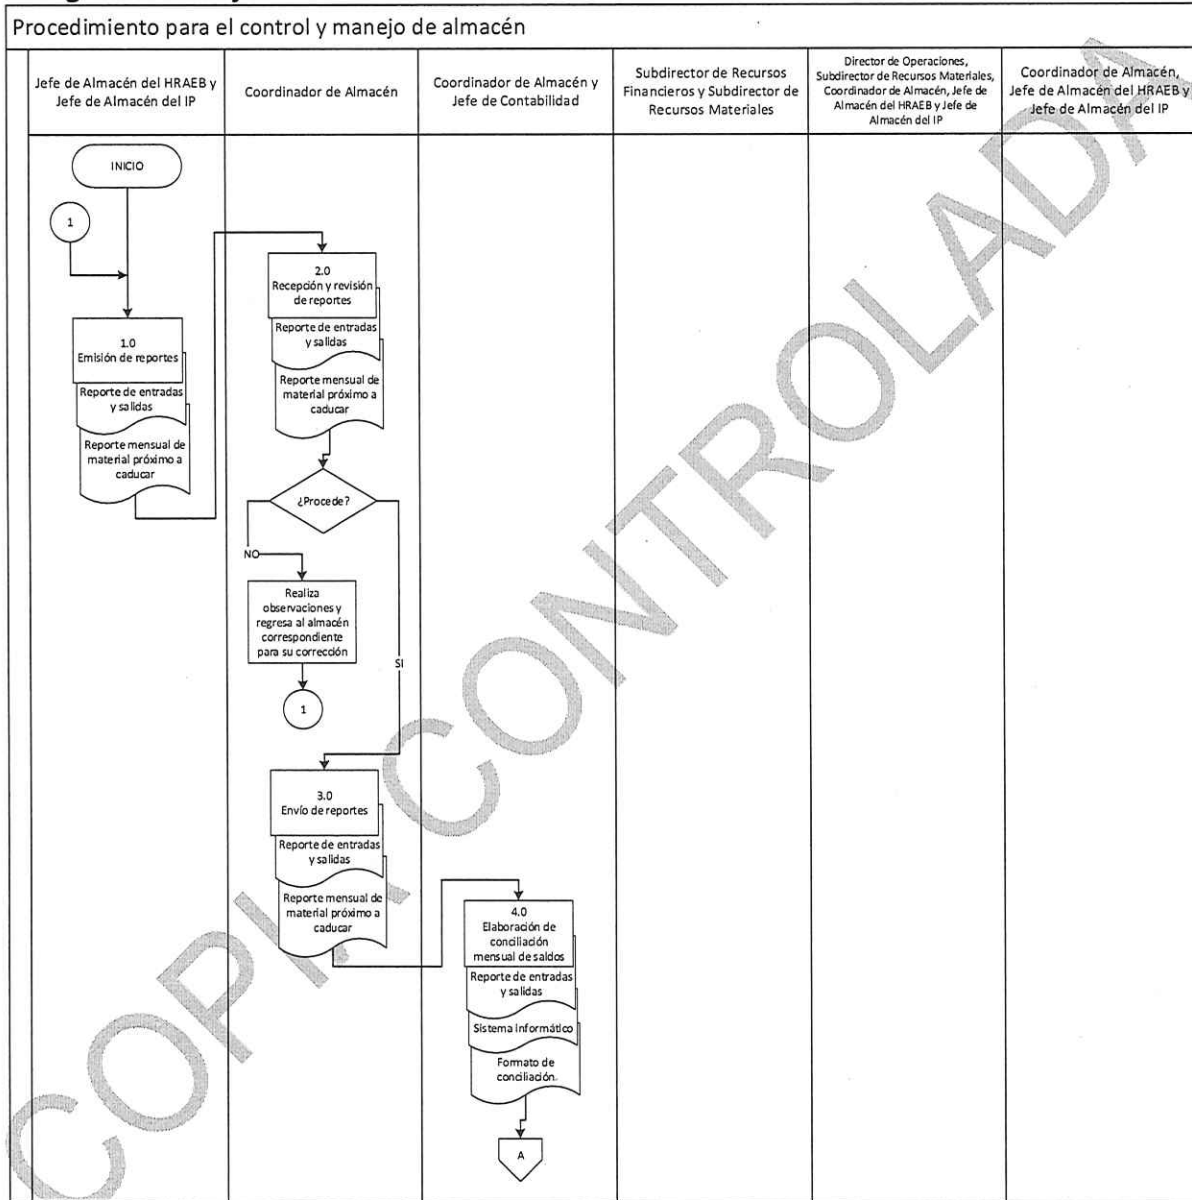 Procedimiento para el control y manejo de almacén
Jefe de Almacén del HRAEB y
Jefe de Almacén del IP
Coordinador de Almacén
Coordinador de Almacén y
Jefe de Contabilidad
Subdirector de Recursos
Financieros y Subdirector de
Recursos Materiales
Director de Operaciones,
Subdirector de Recursos Materiales,
Coordinador de Almacén, Jefe de
Almacén del HRAEB y Jefe de
Almacén del IP
Coordinador de Almacén,
Jefe de Almacén del HRAEB y
Jefe de Almacén del IP
INICIO
1
1.0
Emisión de reportes
Reporte de entradas
y salidas
Reporte mensual de
material próximo a
caducar
2.0
Recepción y revisión
de reportes
Reporte de entradas
y salidas
Reporte mensual de
material próximo a
caducar
¿Procede?
NO
Realiza
observaciones y
regresa al almacén
correspondiente
para su corrección
SI
1
3.0
Envío de reportes
Reporte de entradas
y salidas
Reporte mensual de
material próximo a
caducar
4.0
Elaboración de
conciliación
mensual de saldos
Reporte de entradas
y salidas
Sistema informático
Formato de
conciliación
A
COPIA CONTROLADA